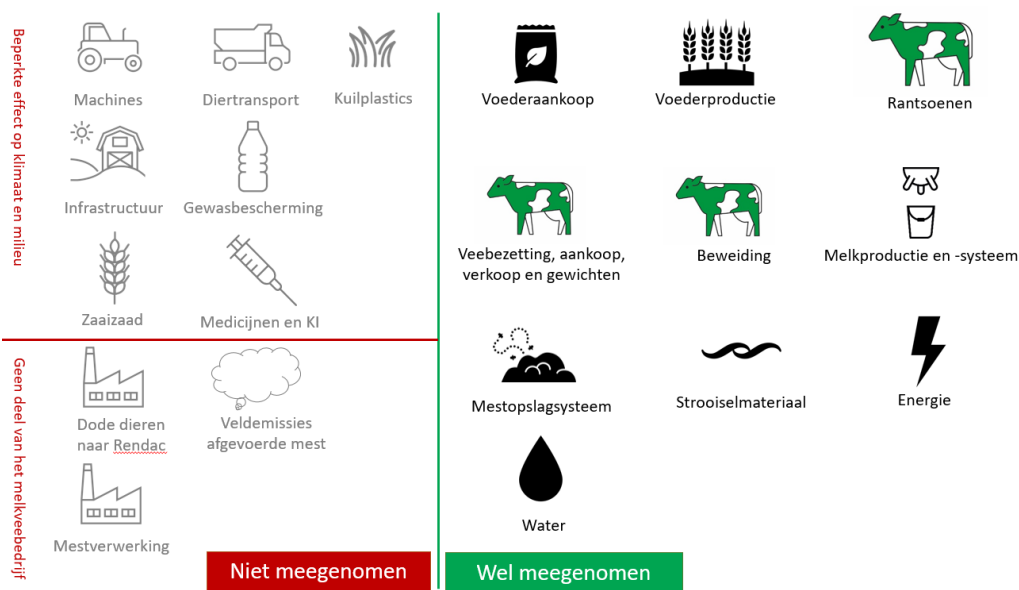 Beperkte effect op klimaat en milieu
Machines
Diertransport
Kuilplastics
Infrastructuur
Gewasbescherming
Zaaizaad
Medicijnen en KI
Geen deel van het melkveebedrijf
Dode dieren
naar Rendac
Veldemissies
afgevoerde mest
Mestverwerking
Niet meegenomen
Voederaankoop
Voederproductie
Rantsoenen
Veebezetting, aankoop,
verkoop en gewichten
Beweiding
Melkproductie en -systeem
Mestopslagsysteem
Strooiselmateriaal
Energie
Water
Wel meegenomen